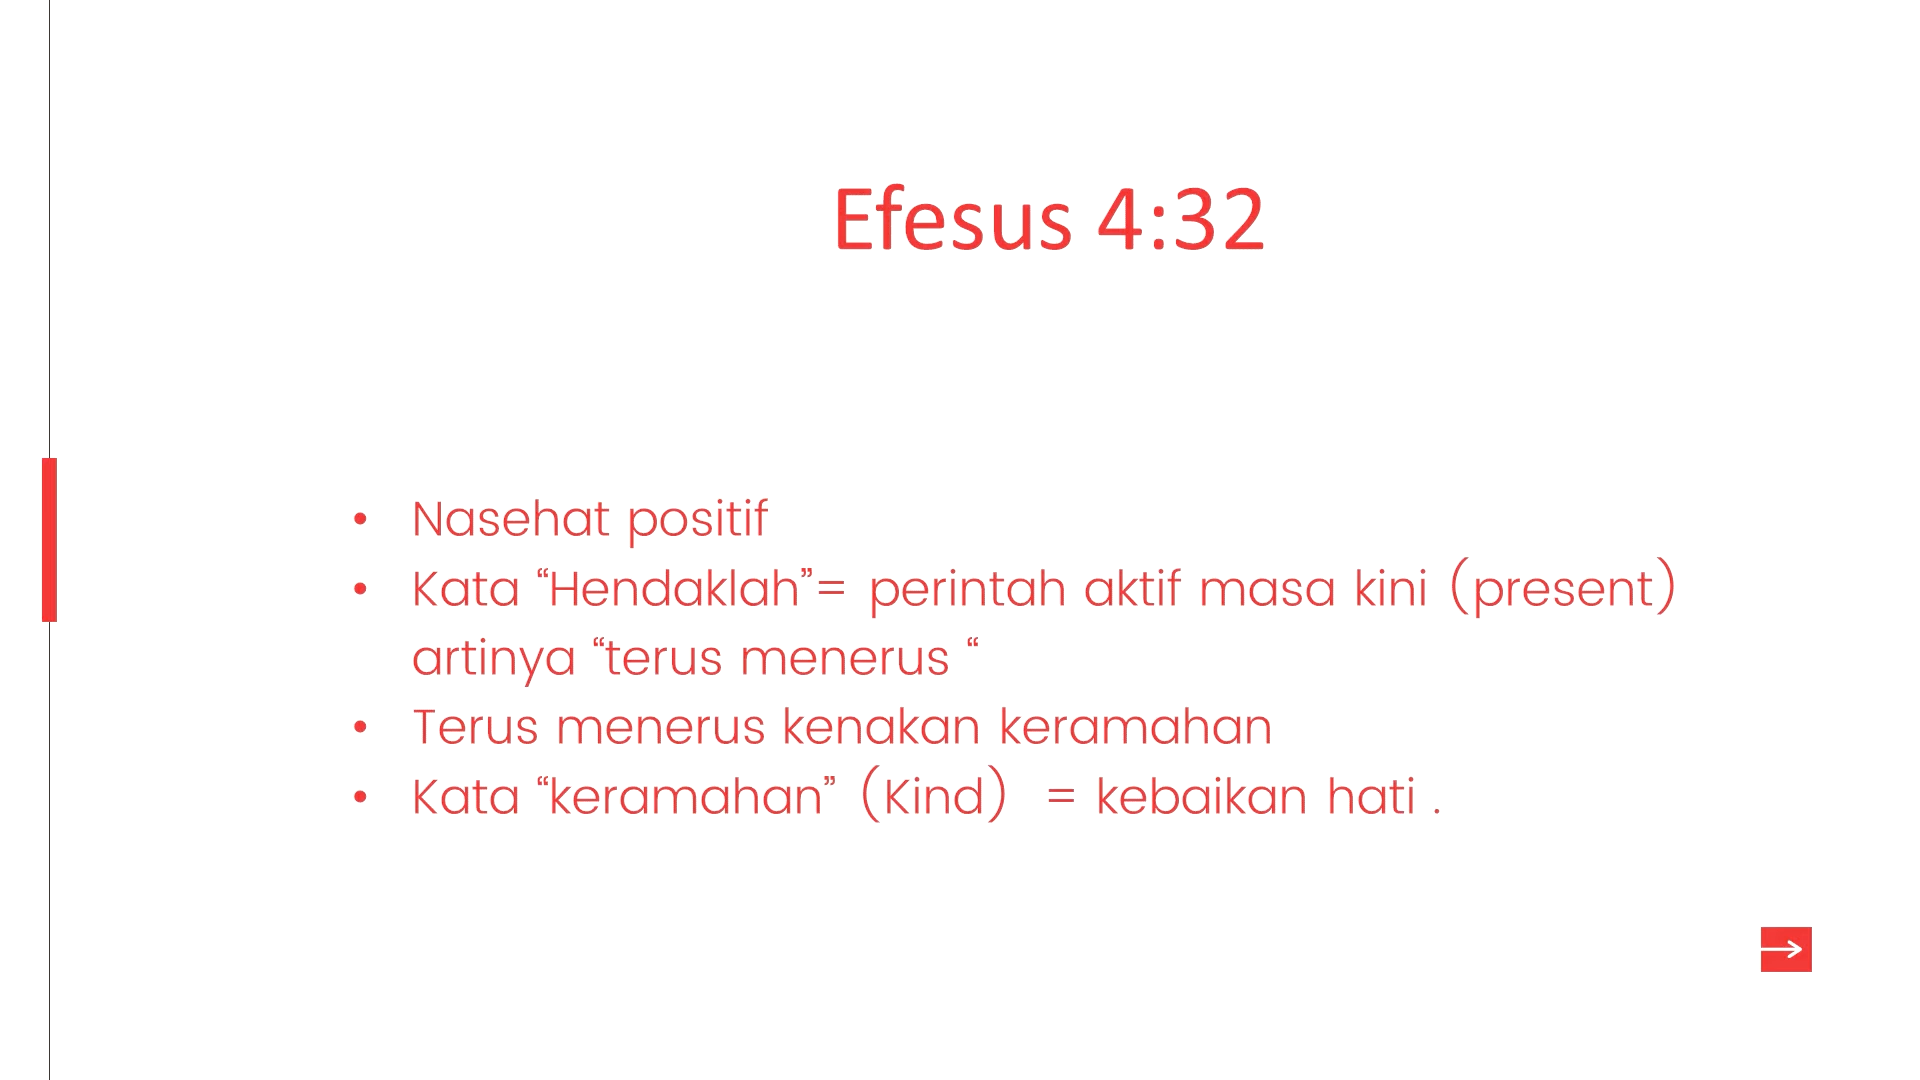 Efesus 4:32
• Nasehat positif
• Kata “Hendaklah”= perintah aktif masa kini (present)
artinya “terus menerus “
• Terus menerus kenakan keramahan
• Kata “keramahan” (Kind)  = kebaikan hati .